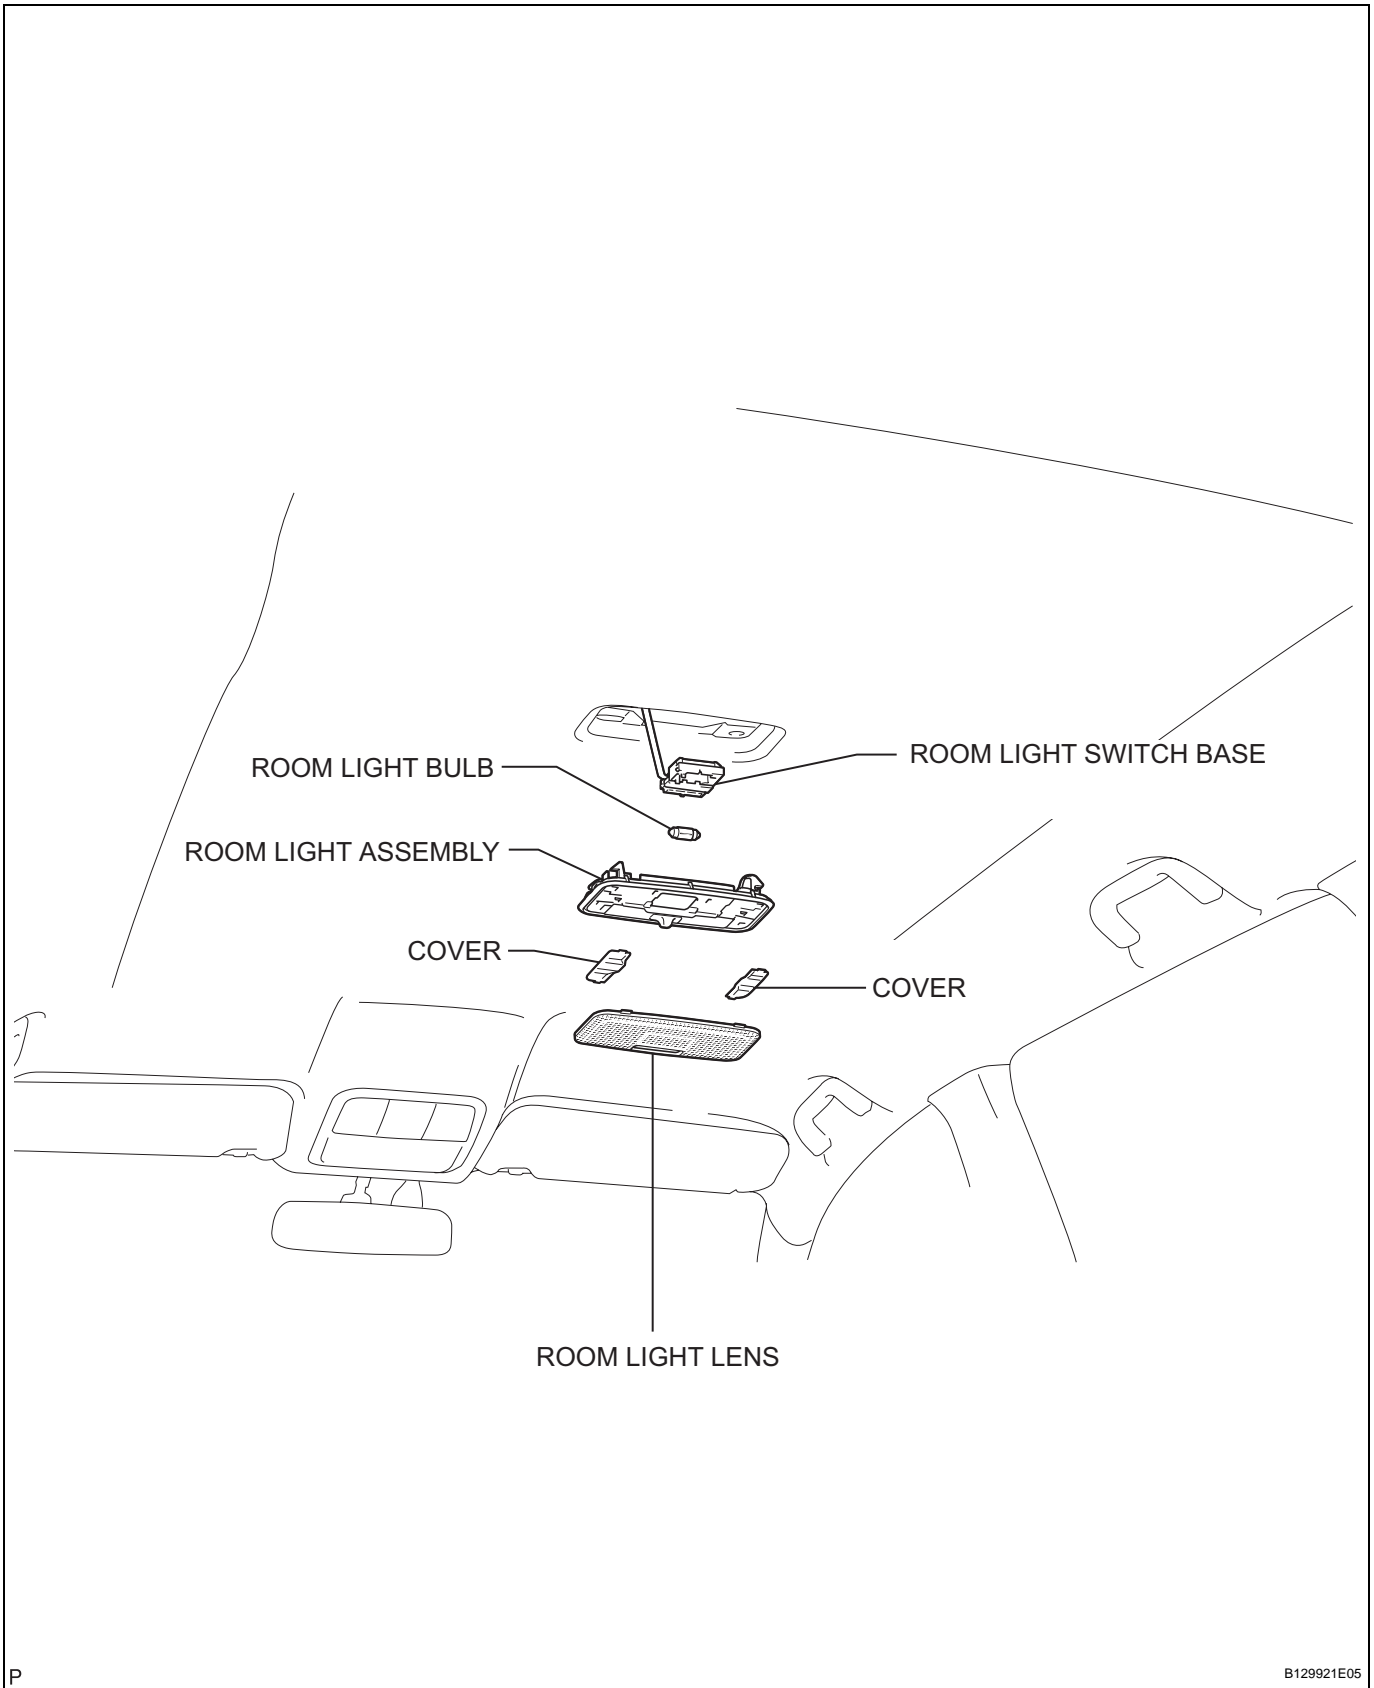 ROOM LIGHT SWITCH BASE
ROOM LIGHT BULB
ROOM LIGHT ASSEMBLY
COVER
COVER
ROOM LIGHT LENS
P
B129921E05